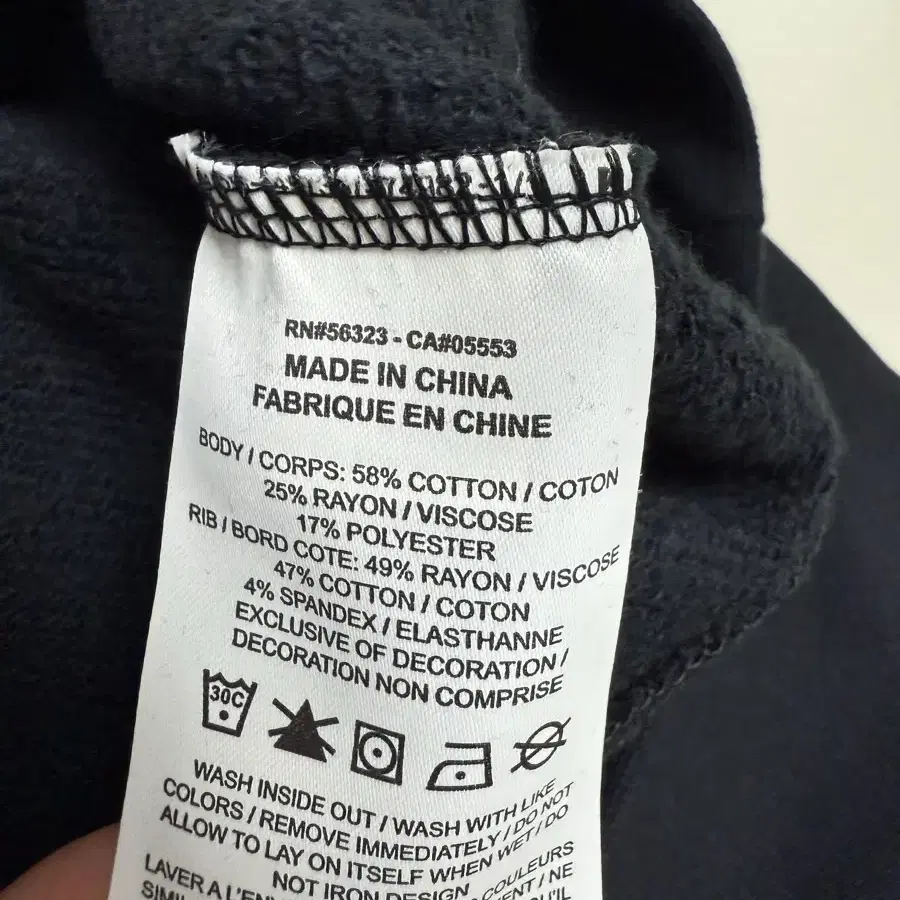 RN#56323 - CA#05553
MADE IN CHINA
FABRIQUE EN CHINE
BODY / CORPS: 58% COTTON / COTON
25% RAYON / VISCOSE
17% POLYESTER
RIB / BORD COTE: 49% RAYON / VISCOSE
47% COTTON / COTON
4% SPANDEX / ELASTHANNE
EXCLUSIVE OF DECORATION /
DECORATION NON COMPRISE
30C
WASH INSIDE OUT / WASH WITH LIKE
COLORS / REMOVE IMMEDIATELY / DO NOT
ALLOW TO LAY ON ITSELF WHEN WET / DO
NOT IRON DESIGN
LAVER A L'ENV COULEURS